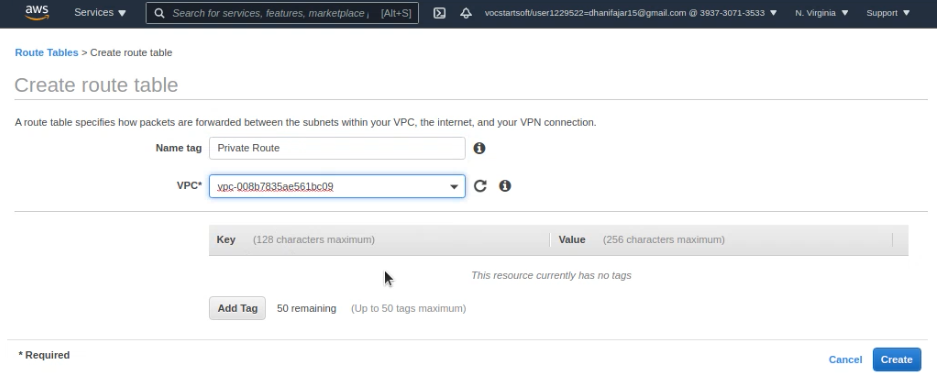 aws Services Search for services, features, marketplace p [Alt+S] vocstartsoft/user1229522=dhanifajar15@gmail.com @ 3937-3071-3533 N. Virginia Support
Route Tables > Create route table
Create route table
A route table specifies how packets are forwarded between the subnets within your VPC, the internet, and your VPN connection.
Name tag Private Route
VPC* vpc-008b7835ae561bc09
Key (128 characters maximum) Value (256 characters maximum)
This resource currently has no tags
Add Tag 50 remaining (Up to 50 tags maximum)
* Required Cancel Create